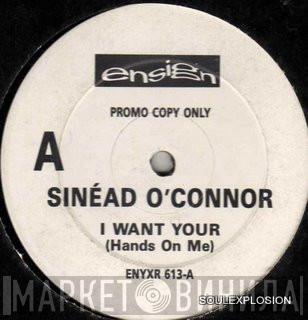 ensign
PROMO COPY ONLY
A
SINÉAD O'CONNOR
I WANT YOUR
(Hands On Me)
ENYXR 613-A
МАРКЕТ ВИНИЛА
SOULEXPLOSION